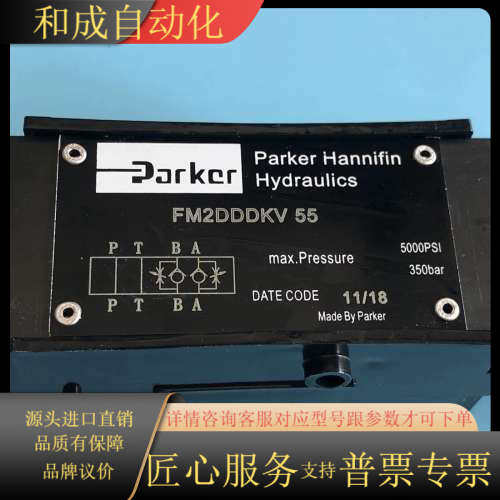 和成自动化
Parker
Parker Hannifin
Hydraulics
FM2DDDKV 55
P T B A
P T B A
max.Pressure
5000PSI
350bar
DATE CODE 11/18
Made By Parker
源头进口直销
品质有保障
品牌议价
详情咨询客服对应型号跟参数才可下单
匠心服务支持普票专票